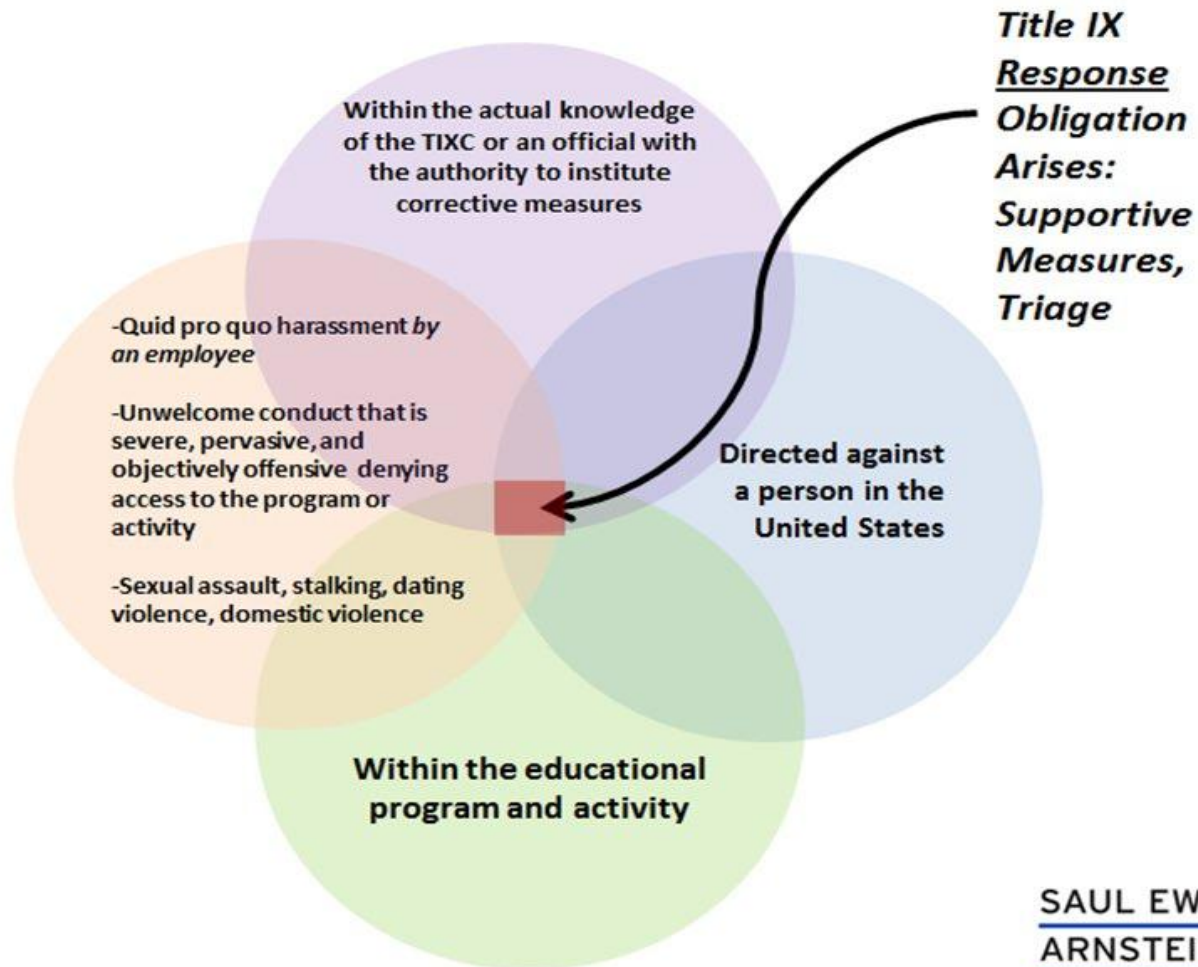 Title IX
Response
Obligation
Arises:
Supportive
Measures,
Triage
Within the actual knowledge
of the TIXC or an official with
the authority to institute
corrective measures
-Quid pro quo harassment by
an employee
-Unwelcome conduct that is
severe, pervasive, and
objectively offensive denying
access to the program or
activity
-Sexual assault, stalking, dating
violence, domestic violence
Directed against
a person in the
United States
Within the educational
program and activity
SAUL EW
ARNSTEI